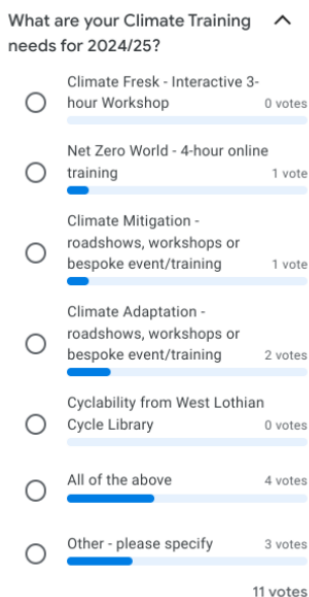 What are your Climate Training
needs for 2024/25?
Climate Fresk - Interactive 3-
hour Workshop 0 votes
Net Zero World - 4-hour online
training 1 vote
Climate Mitigation -
roadshows, workshops or
bespoke event/training 1 vote
Climate Adaptation -
roadshows, workshops or
bespoke event/training 2 votes
Cyclability from West Lothian
Cycle Library 0 votes
All of the above 4 votes
Other - please specify 3 votes
11 votes